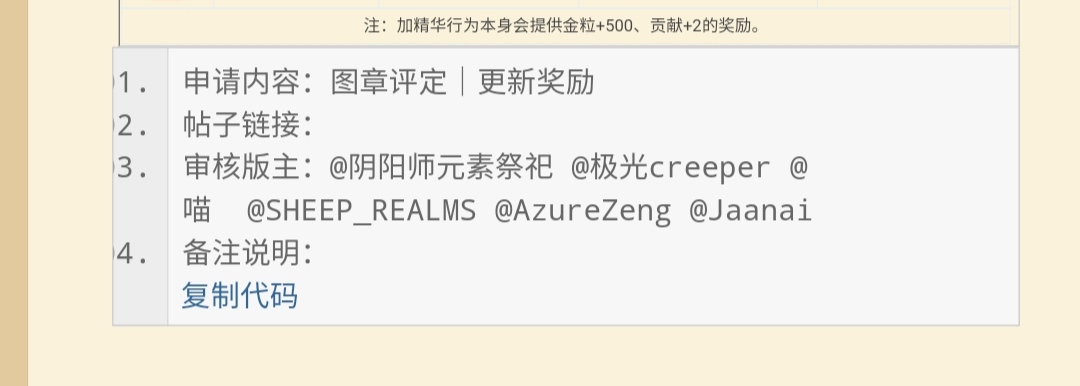 注：加精华行为本身会提供金粒+500、贡献+2的奖励。
01. 申请内容：图章评定｜更新奖励
02. 帖子链接：
03. 审核版主：@阴阳师元素祭祀 @极光creeper @
喵 @SHEEP_REALMS @AzureZeng @Jaanai
04. 备注说明：
复制代码